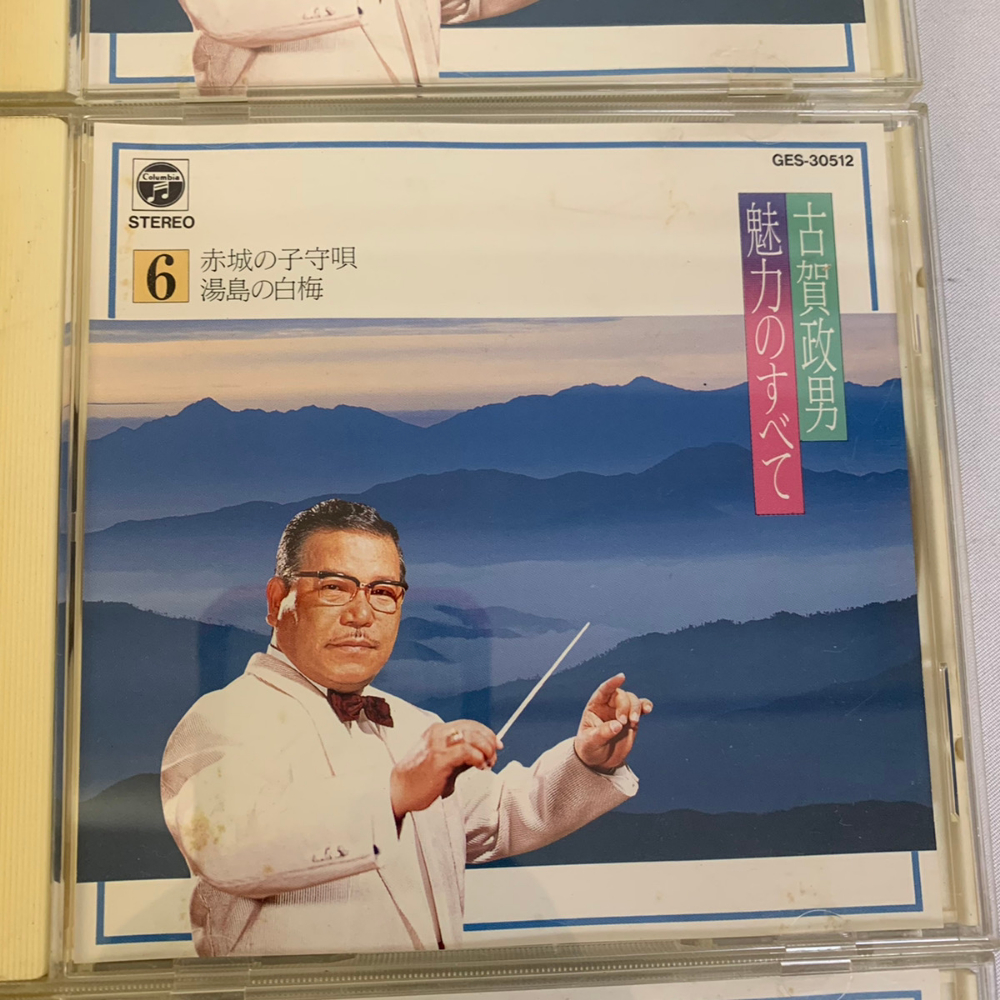 Columbia
STEREO
GES-30512
6
赤城の子守唄
湯島の白梅
古賀政男
魅力のすべて